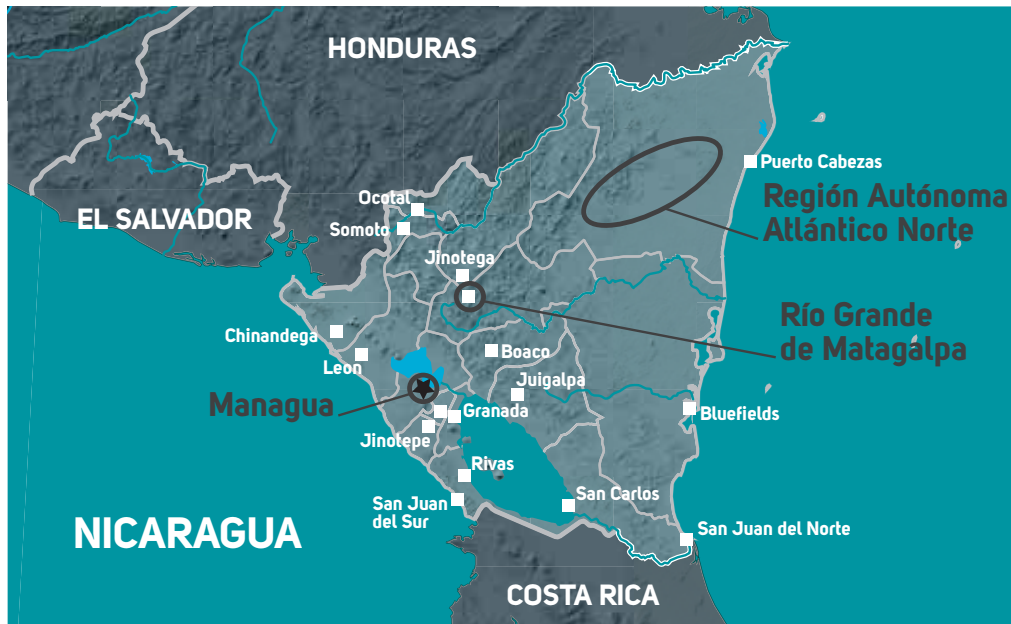 HONDURAS
Puerto Cabezas
Ocotal
Región Autónoma
Atlántico Norte
EL SALVADOR
Somoto
Jinotega
Río Grande
de Matagalpa
Chinandega
Boaco
Leon
Juigalpa
Managua
Granada
Bluefields
Jinotepe
Rivas
San Carlos
San Juan
del Sur
San Juan del Norte
NICARAGUA
COSTA RICA